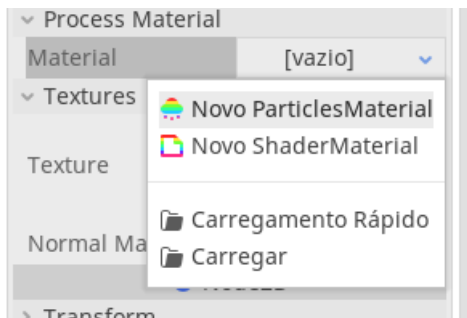 Process Material
Material [vazio]
Textures
Novo ParticlesMaterial
Novo ShaderMaterial
Texture
Carregamento Rápido
Normal Ma
Carregar
Transform